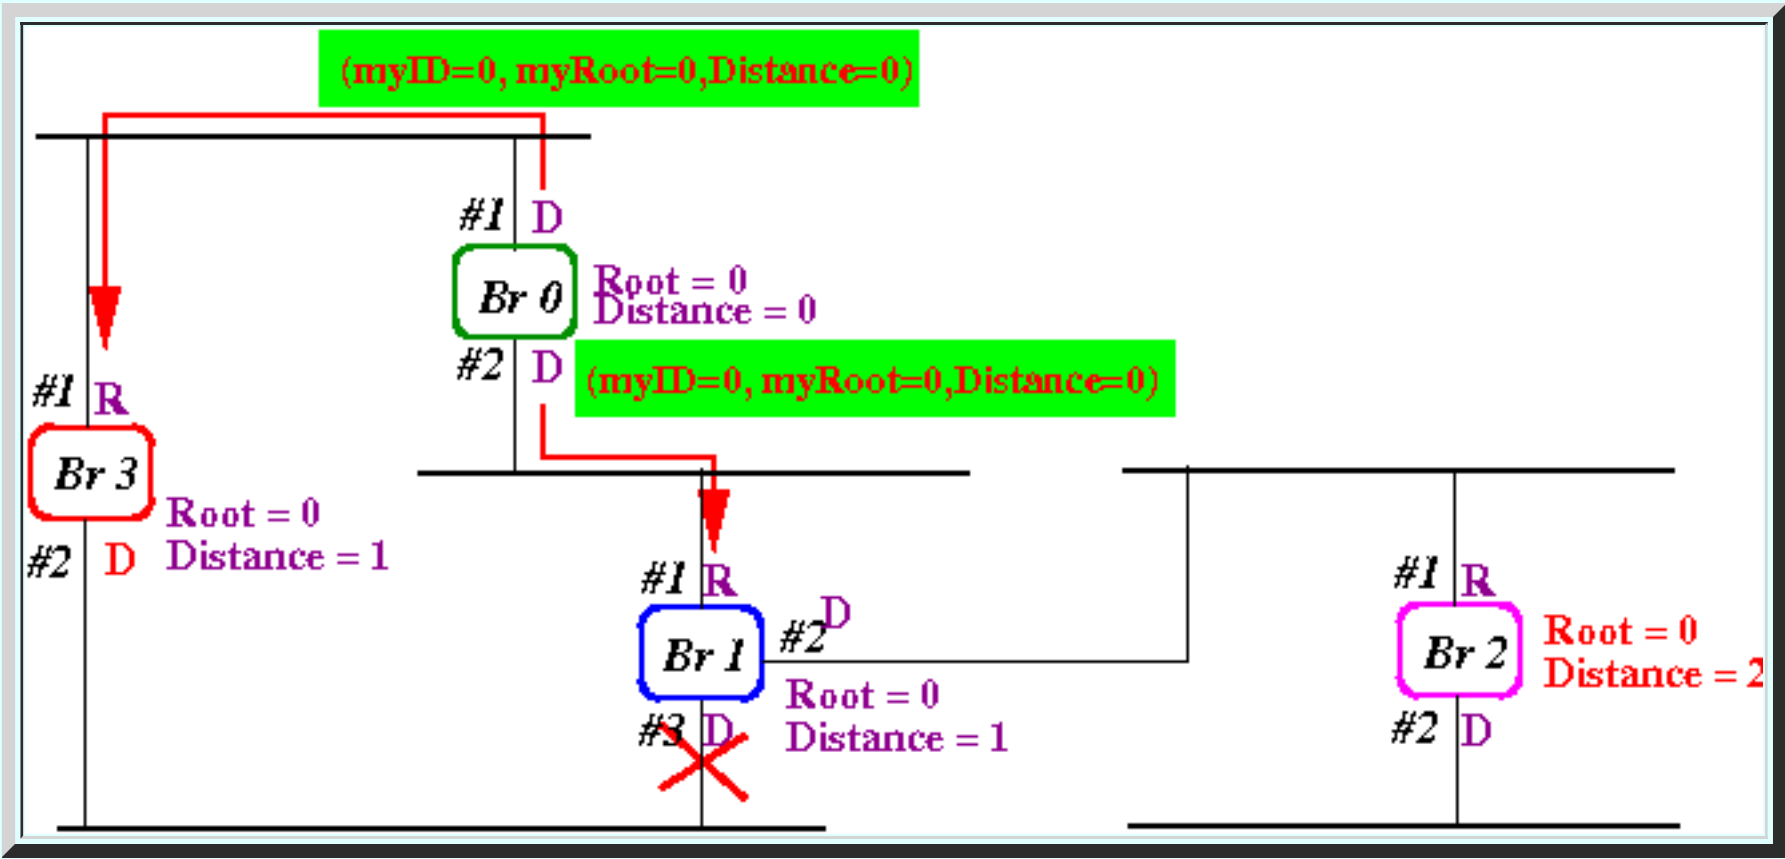 (myID=0, myRoot=0,Distance=0)
#1 D
Br 0
Root = 0
Distance = 0
#2 D
(myID=0, myRoot=0,Distance=0)
#1 R
Br 3
Root = 0
Distance = 1
#2 D
#1 R
Br 1
#2 D
Root = 0
Distance = 1
#3 D
#1 R
Br 2
Root = 0
Distance = 2
#2 D